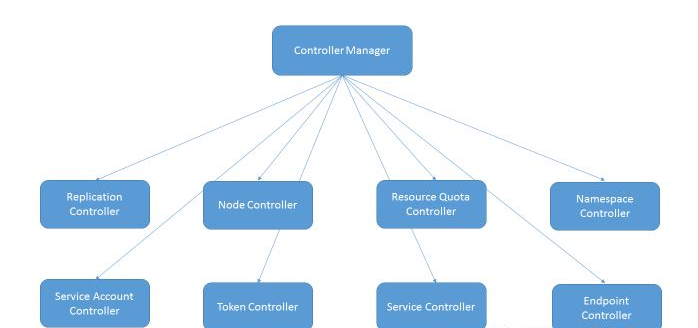 Controller Manager
Replication
Controller
Node Controller
Resource Quota
Controller
Namespace
Controller
Service Account
Controller
Token Controller
Service Controller
Endpoint
Controller